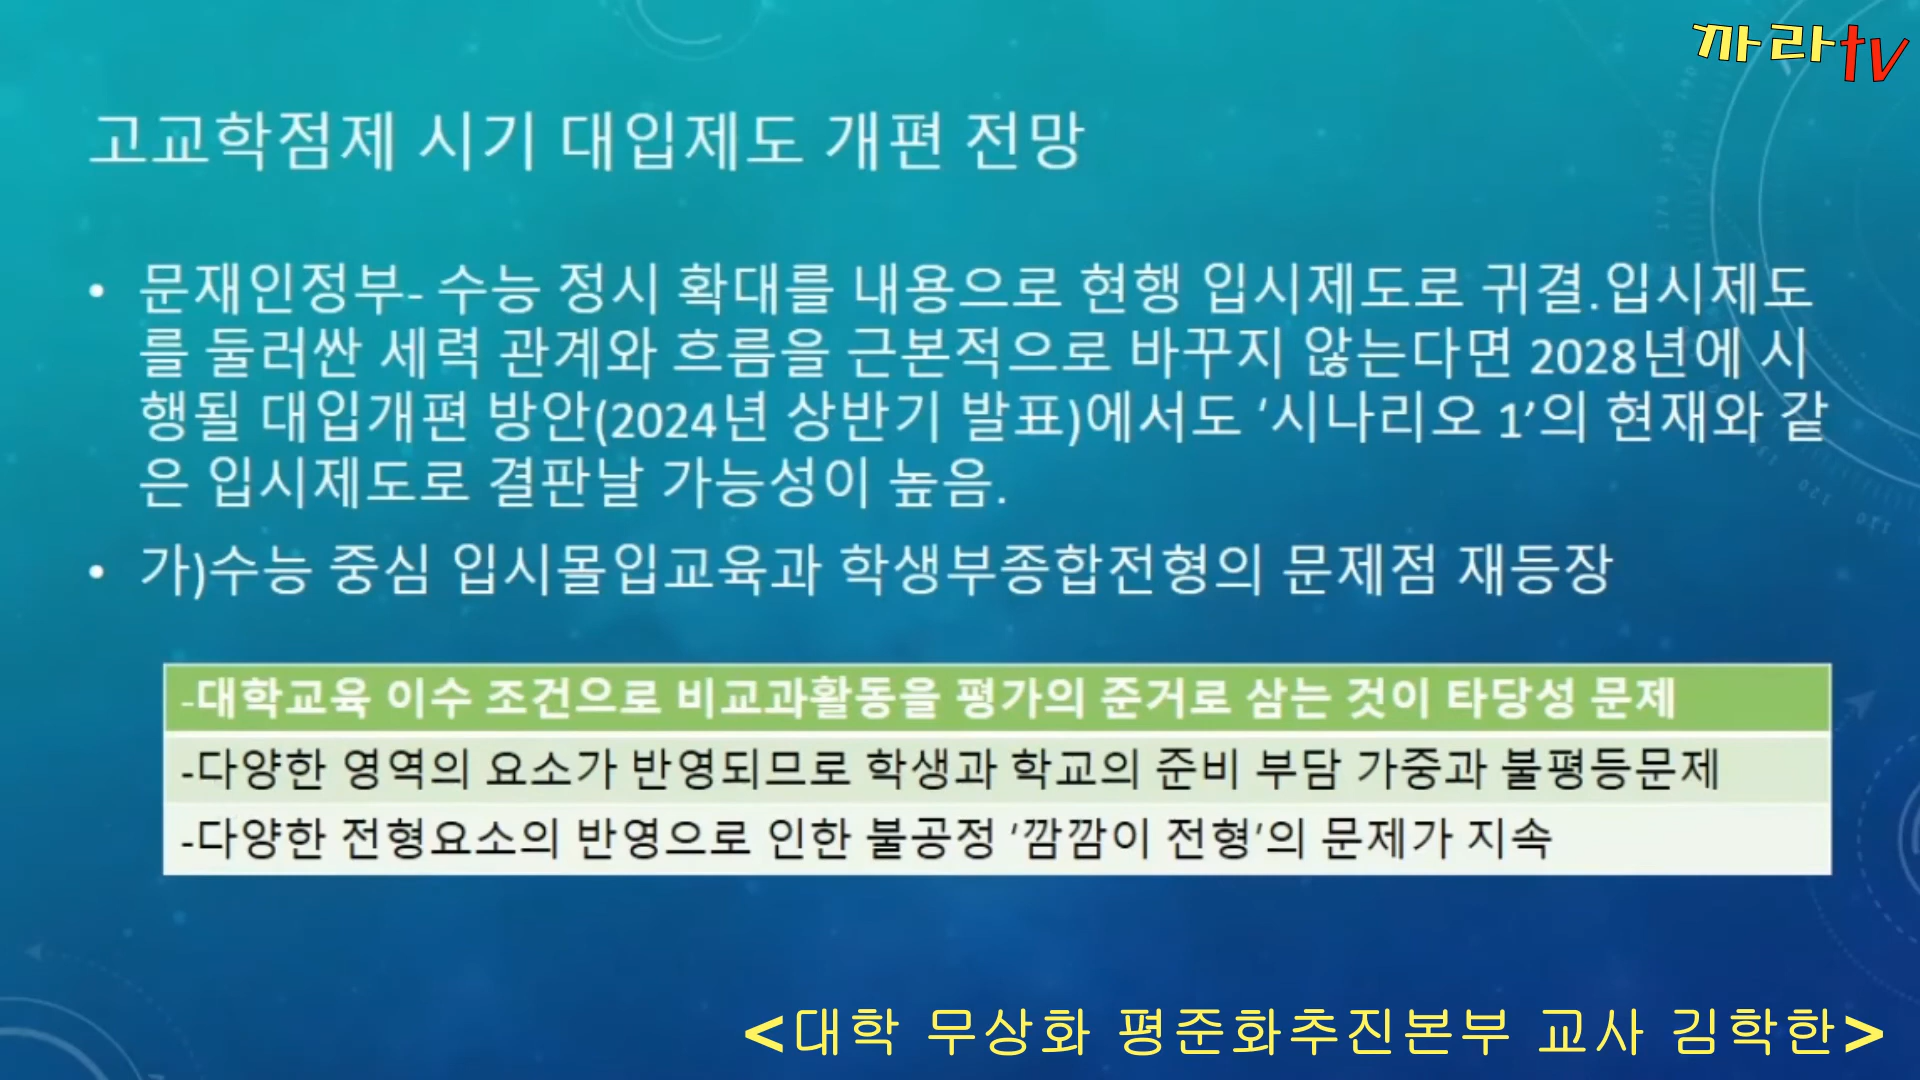 까라tv
고교학점제 시기 대입제도 개편 전망
• 문재인정부- 수능 정시 확대를 내용으로 현행 입시제도로 귀결.입시제도
를 둘러싼 세력 관계와 흐름을 근본적으로 바꾸지 않는다면 2028년에 시
행될 대입개편 방안(2024년 상반기 발표)에서도 ‘시나리오 1’의 현재와 같
은 입시제도로 결판날 가능성이 높음.
• 가)수능 중심 입시몰입교육과 학생부종합전형의 문제점 재등장
-대학교육 이수 조건으로 비교과활동을 평가의 준거로 삼는 것이 타당성 문제
-다양한 영역의 요소가 반영되므로 학생과 학교의 준비 부담 가중과 불평등문제
-다양한 전형요소의 반영으로 인한 불공정 ‘깜깜이 전형’의 문제가 지속
<대학 무상화 평준화추진본부 교사 김학한>